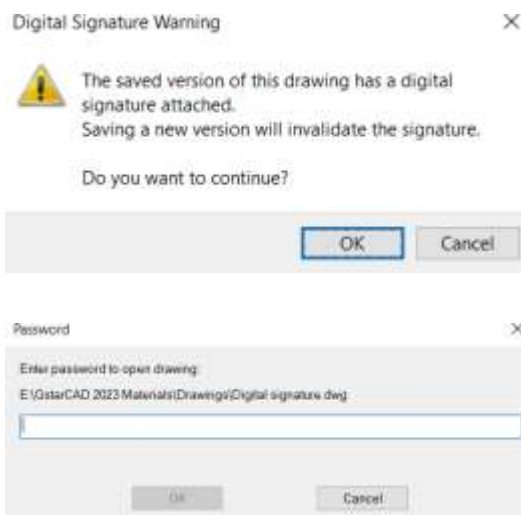 Digital Signature Warning
The saved version of this drawing has a digital
signature attached.
Saving a new version will invalidate the signature.
Do you want to continue?
OK Cancel
Password
Enter password to open drawing:
E:\GstarCAD 2023 Materials\Drawings\Digital signature.dwg
OK Cancel